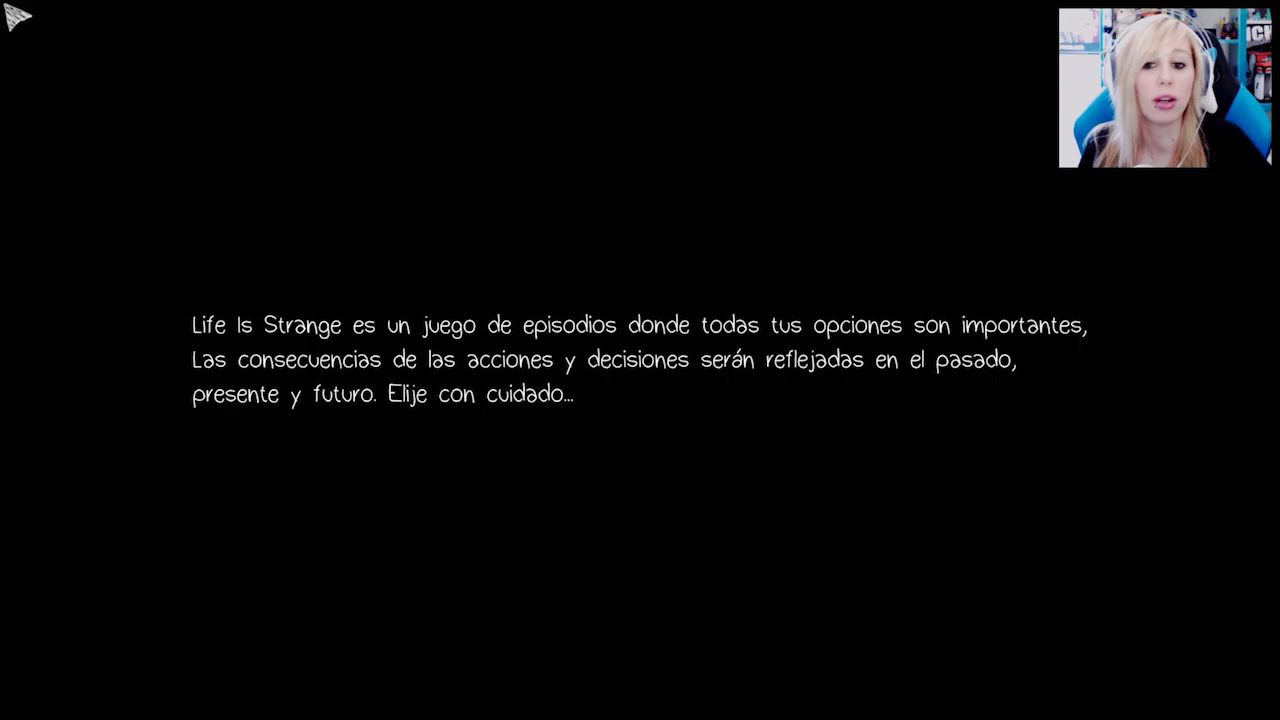 Life Is Strange es un juego de episodios donde todas tus opciones son importantes,
Las consecuencias de las acciones y decisiones serán reflejadas en el pasado,
presente y futuro. Elije con cuidado...